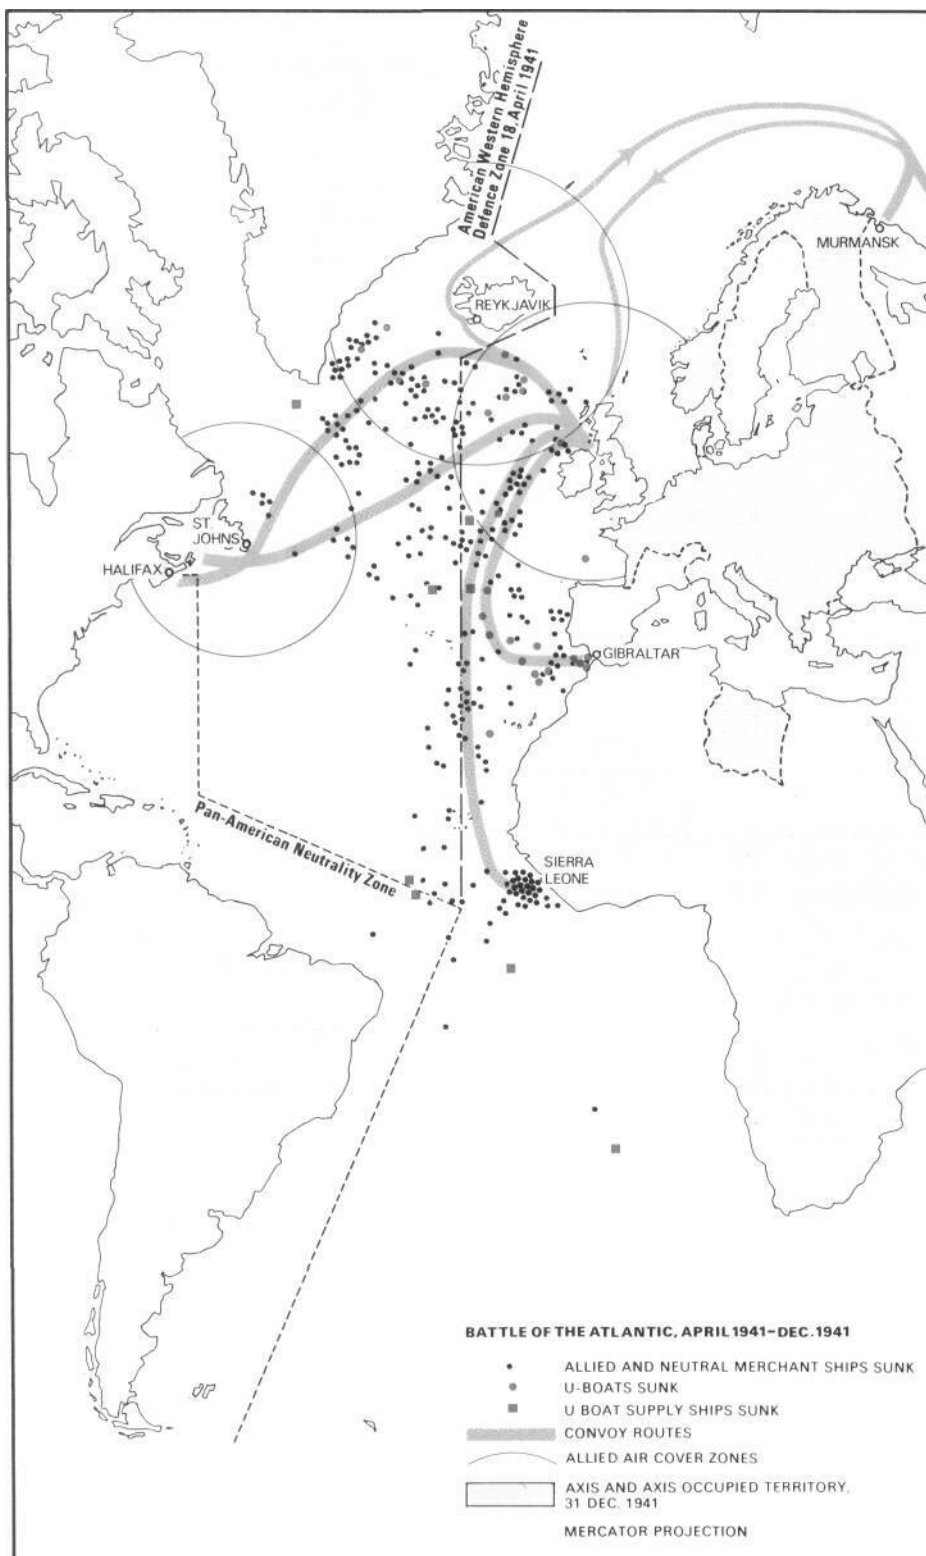 American Western Hemisphere
Defence Zone 18. April 1941
MURMANSK
REYKJAVIK
ST.
JOHNS
HALIFAX
GIBRALTAR
Pan-American Neutrality Zone
SIERRA
LEONE
BATTLE OF THE ATLANTIC, APRIL 1941–DEC. 1941
ALLIED AND NEUTRAL MERCHANT SHIPS SUNK
U-BOATS SUNK
U BOAT SUPPLY SHIPS SUNK
CONVOY ROUTES
ALLIED AIR COVER ZONES
AXIS AND AXIS OCCUPIED TERRITORY,
31 DEC. 1941
MERCATOR PROJECTION